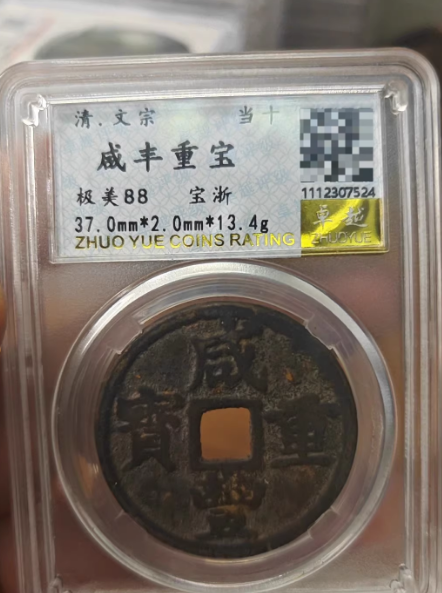 清.文宗 当十
咸丰重宝
极美88 宝浙
1112307524
37.0mm*2.0mm*13.4g
卓越
ZHUO YUE COINS RATING ZHUOYUE
咸
寶 重
豐